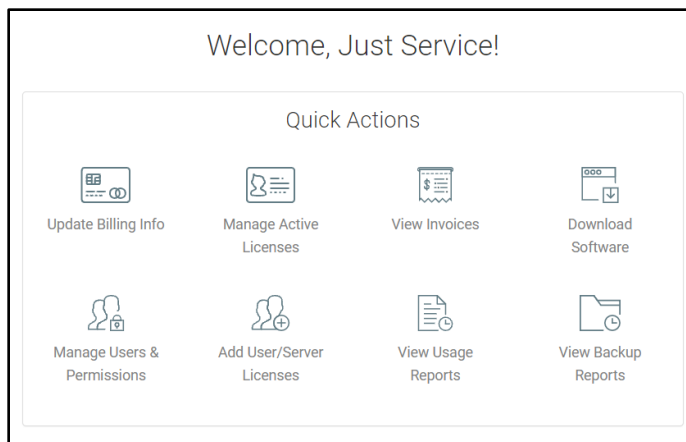 Welcome, Just Service!
Quick Actions
Update Billing Info
Manage Active
Licenses
View Invoices
Download
Software
Manage Users &
Permissions
Add User/Server
Licenses
View Usage
Reports
View Backup
Reports